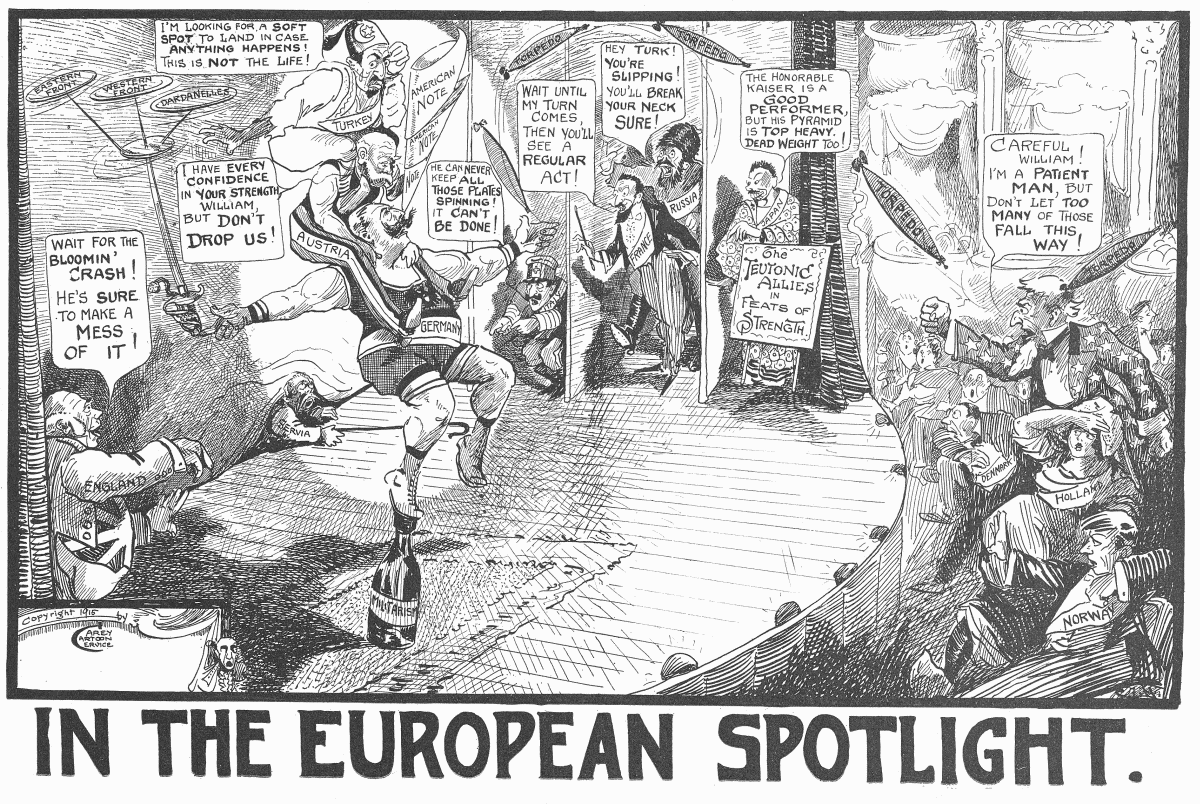 I'M LOOKING FOR A SOFT
SPOT TO LAND IN CASE
ANYTHING HAPPENS!
THIS IS NOT THE LIFE!
EASTERN
FRONT
WESTERN
FRONT
DARDANELLES
TURKEY
AMERICAN
NOTE
NOTE
NOTE
I HAVE EVERY
CONFIDENCE
IN YOUR STRENGTH
WILLIAM,
BUT DON'T
DROP US!
AUSTRIA
HE CAN NEVER
KEEP ALL
THOSE PLATES
SPINNING!
IT CAN'T
BE DONE!
GERMANY
WAIT FOR THE
BLOOMIN'
CRASH!
HE'S SURE
TO MAKE A
MESS
OF IT!
ENGLAND
SERVIA
MILITARISM
TORPEDO
TORPEDO
WAIT UNTIL
MY TURN
COMES,
THEN YOU'LL
SEE A
REGULAR
ACT!
HEY TURK!
YOU'RE
SLIPPING!
YOU'LL BREAK
YOUR NECK
SURE!
FRANCE
RUSSIA
THE HONORABLE
KAISER IS A
GOOD
PERFORMER,
BUT HIS PYRAMID
IS TOP HEAVY.
DEAD WEIGHT TOO!
JAPAN
The
TEUTONIC
ALLIES
IN
FEATS OF
STRENGTH.
TORPEDO
CAREFUL
WILLIAM!
I'M A PATIENT
MAN, BUT
DON'T LET TOO
MANY OF THOSE
FALL THIS
WAY!
DENMARK
HOLLAND
NORWAY
Copyright 1915 by
CAREY
CARTOON
SERVICE
IN THE EUROPEAN SPOTLIGHT.